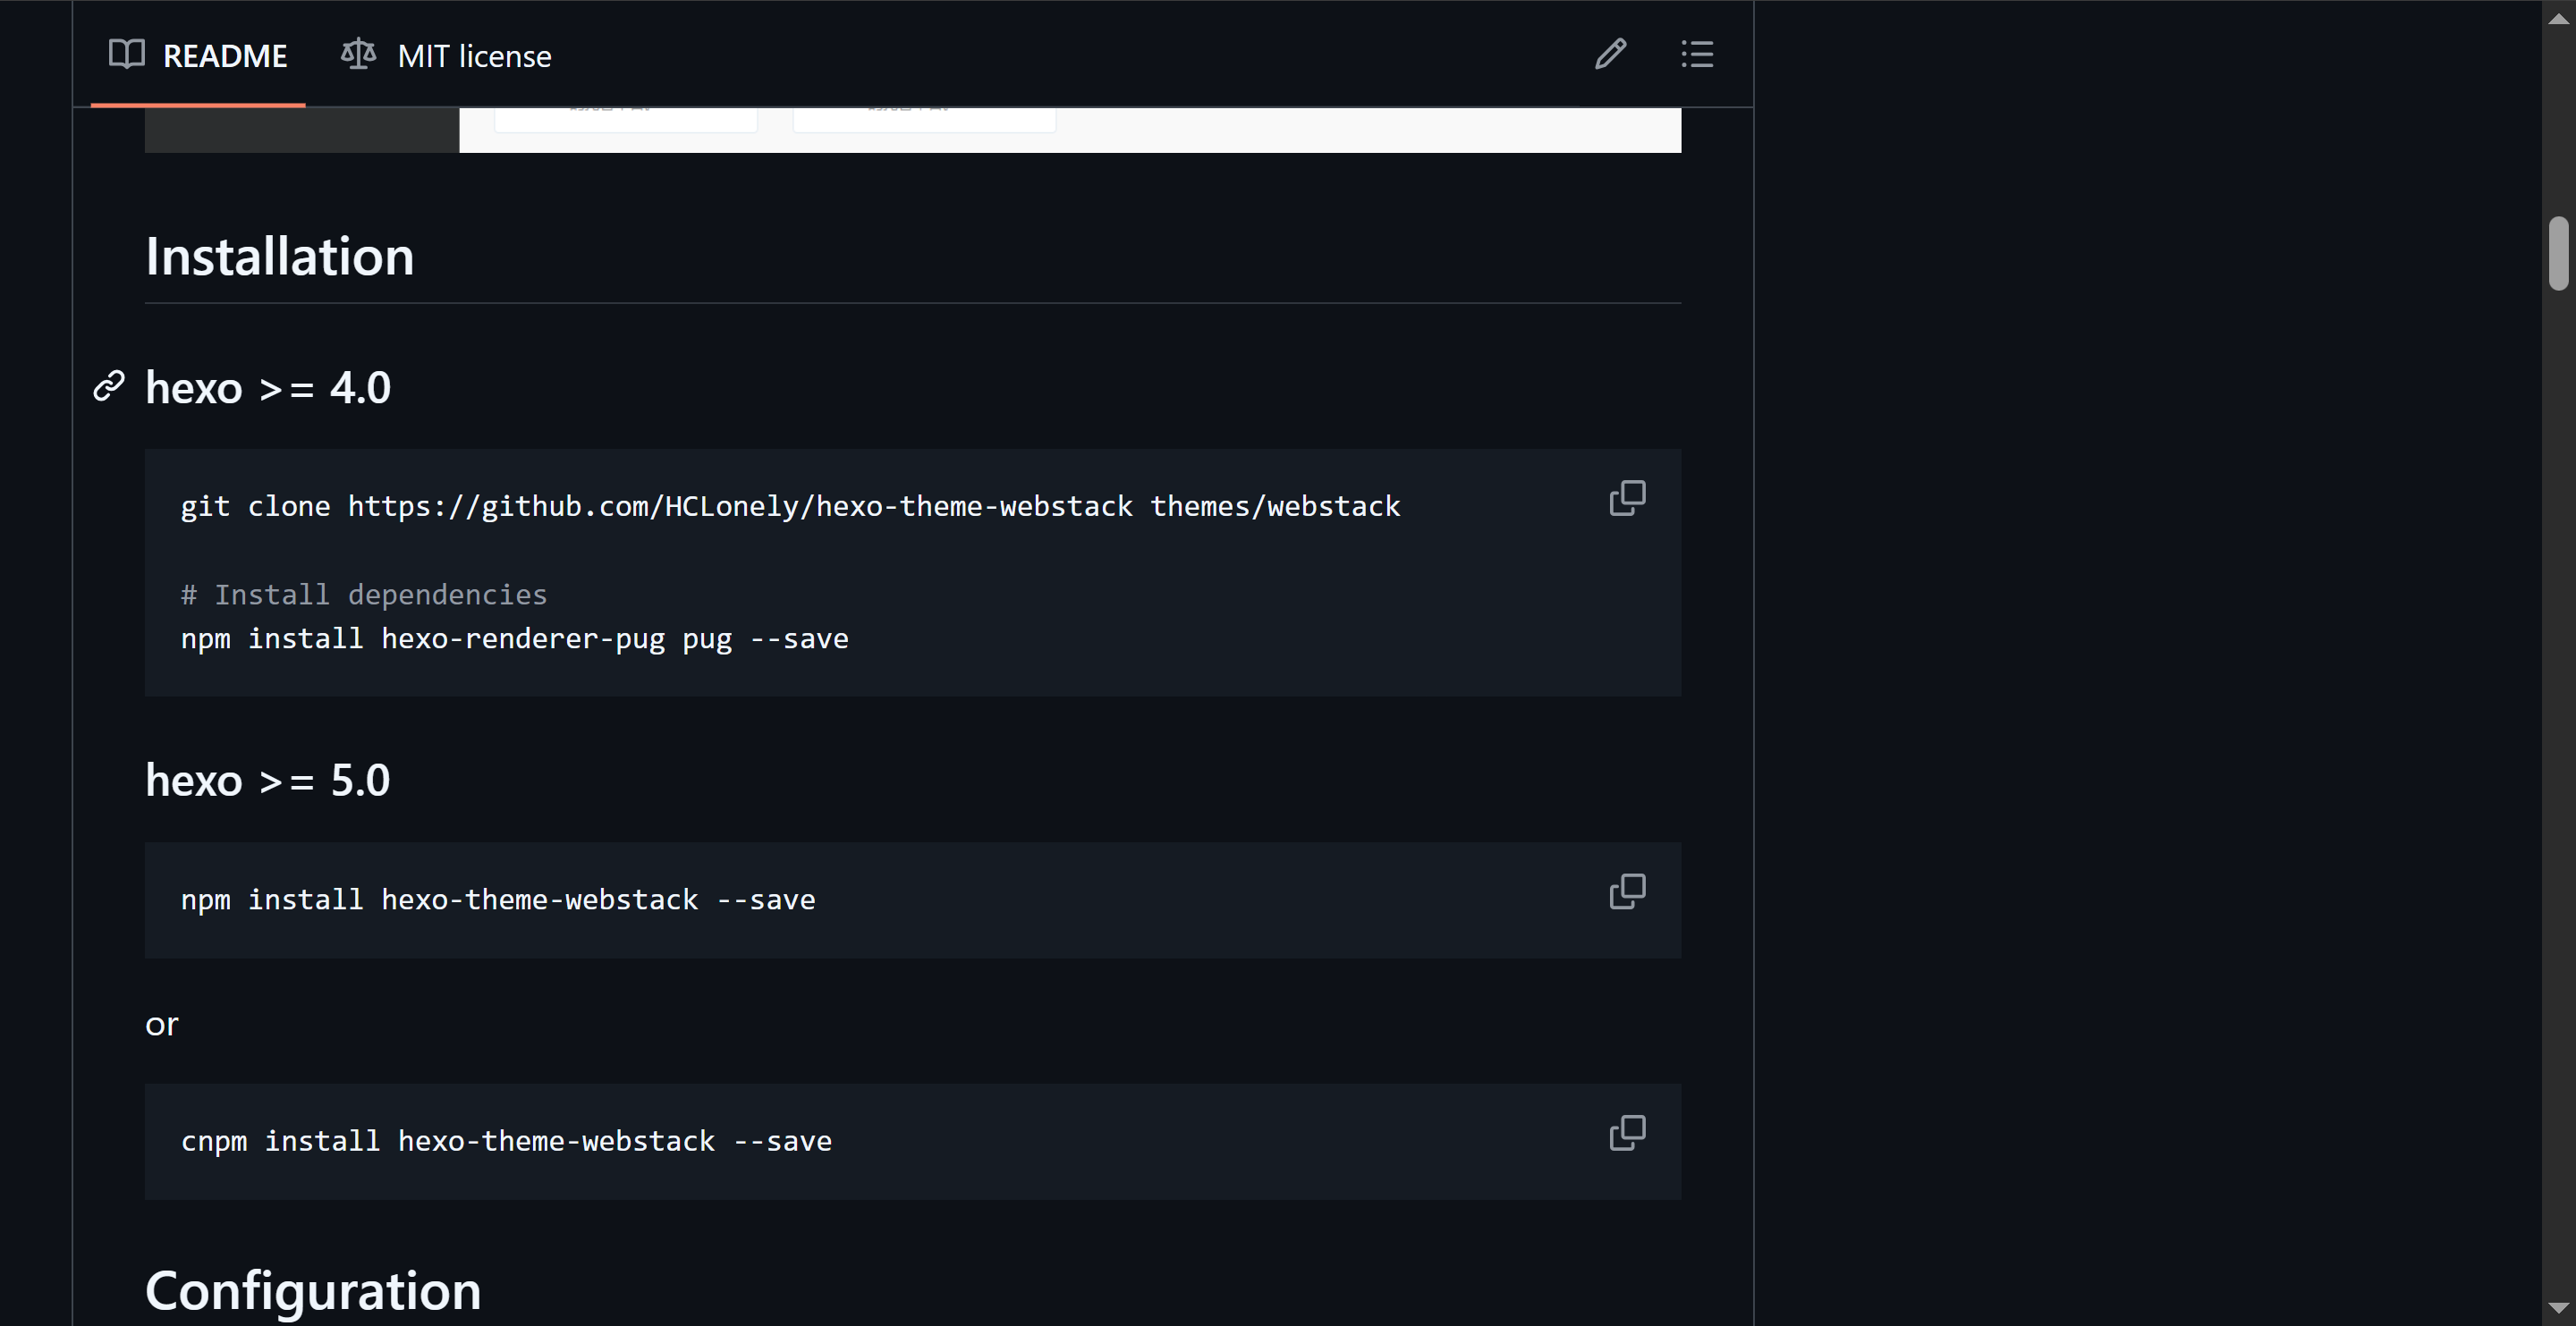 README
MIT license
Installation
hexo >= 4.0
git clone https://github.com/HCLonely/hexo-theme-webstack themes/webstack
# Install dependencies
npm install hexo-renderer-pug pug --save
hexo >= 5.0
npm install hexo-theme-webstack --save
or
cnpm install hexo-theme-webstack --save
Configuration